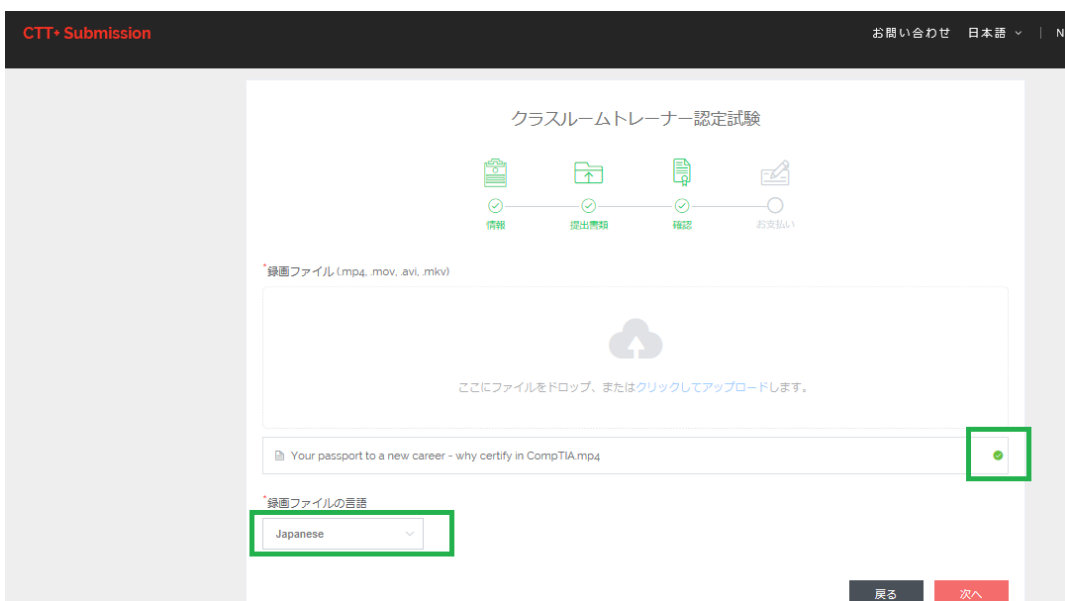 CTT+ Submission
お問い合わせ 日本語 | N
クラスルームトレーナー認定試験
情報 提出書類 確認 お支払い
*録画ファイル (.mp4, .mov, .avi, .mkv)
ここにファイルをドロップ、またはクリックしてアップロードします。
Your passport to a new career - why certify in CompTIA.mp4
*録画ファイルの言語
Japanese
戻る 次へ